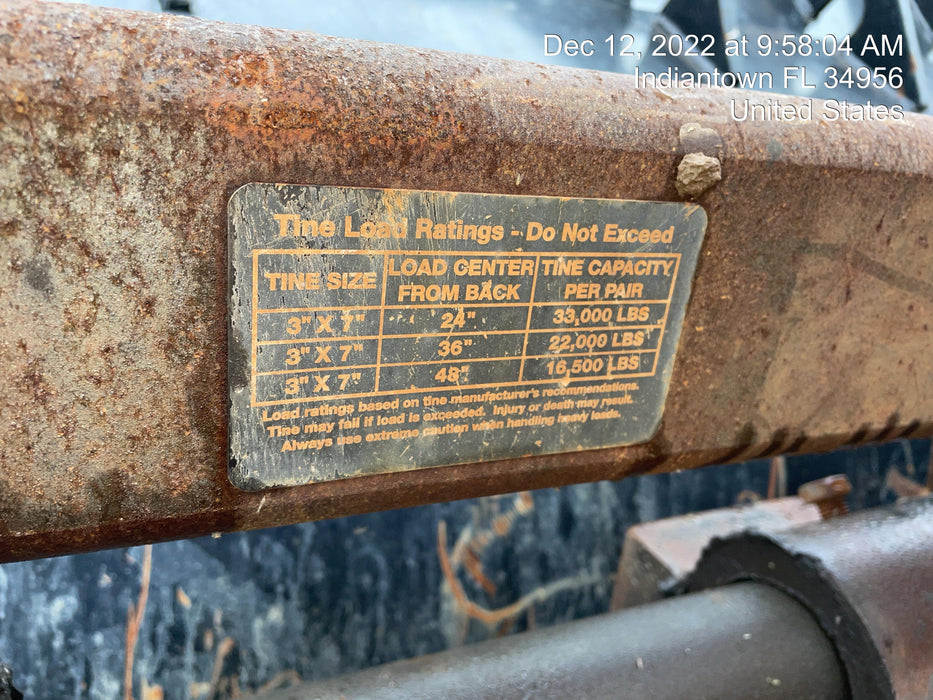 Dec 12, 2022 at 9:58:04 AM
Indiantown FL 34956
United States
Tine Load Ratings - Do Not Exceed
TINE SIZE LOAD CENTER FROM BACK TINE CAPACITY PER PAIR
3" X 7" 24" 33,000 LBS
3" X 7" 36" 22,000 LBS
3" X 7" 48" 16,500 LBS
Load ratings based on tine manufacturer's recommendations.
Tine may fail if load is exceeded. Injury or death may result.
Always use extreme caution when handling heavy loads.